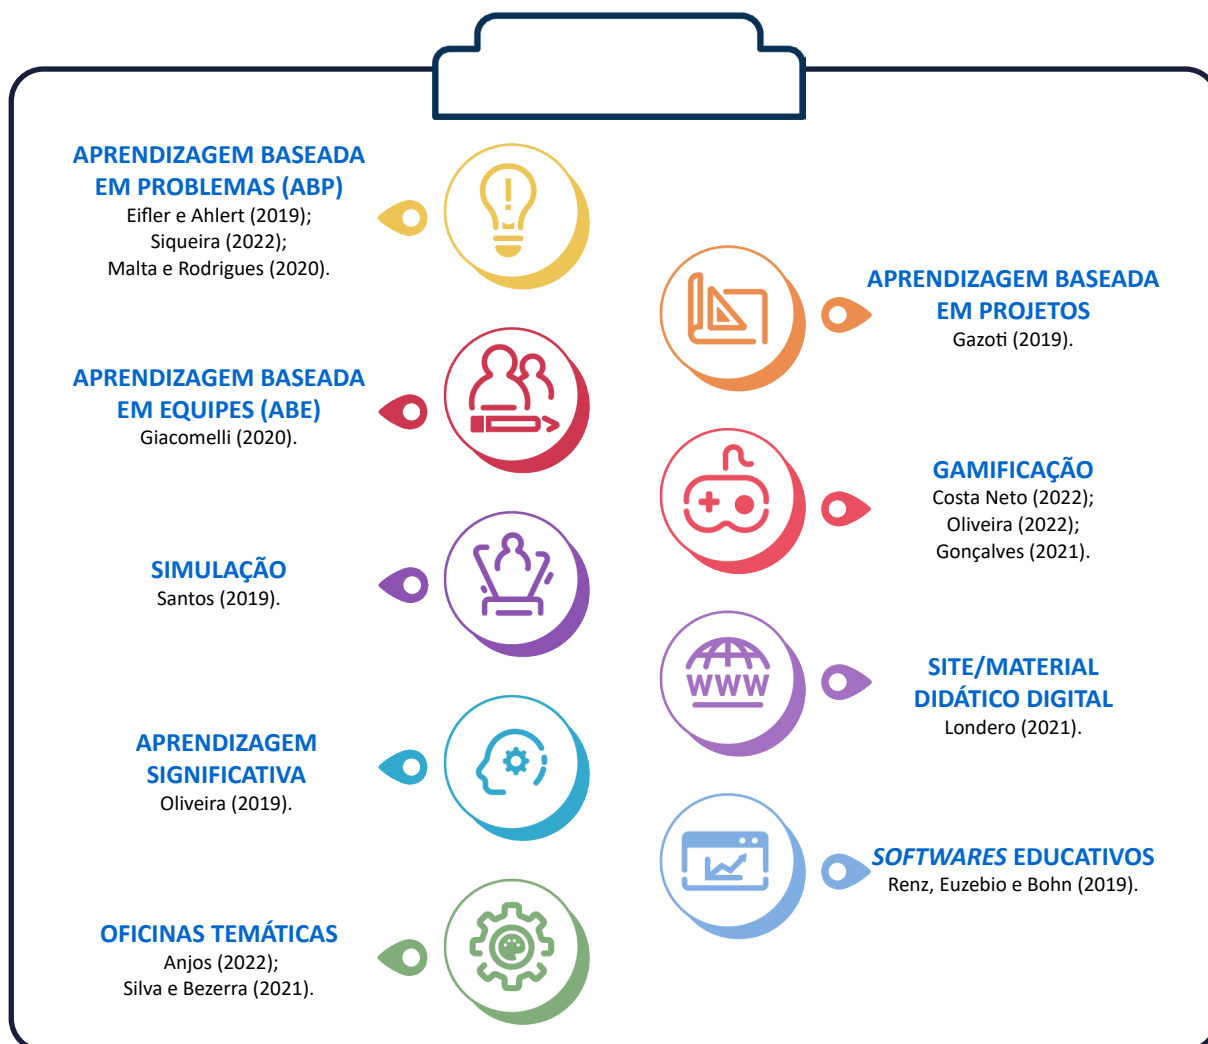 APRENDIZAGEM BASEADA
EM PROBLEMAS (ABP)
Eifler e Ahlert (2019);
Siqueira (2022);
Malta e Rodrigues (2020).
APRENDIZAGEM BASEADA
EM PROJETOS
Gazoti (2019).
APRENDIZAGEM BASEADA
EM EQUIPES (ABE)
Giacomelli (2020).
GAMIFICAÇÃO
Costa Neto (2022);
Oliveira (2022);
Gonçalves (2021).
SIMULAÇÃO
Santos (2019).
WWW
SITE/MATERIAL
DIDÁTICO DIGITAL
Londero (2021).
APRENDIZAGEM
SIGNIFICATIVA
Oliveira (2019).
SOFTWARES EDUCATIVOS
Renz, Euzebio e Bohn (2019).
OFICINAS TEMÁTICAS
Anjos (2022);
Silva e Bezerra (2021).